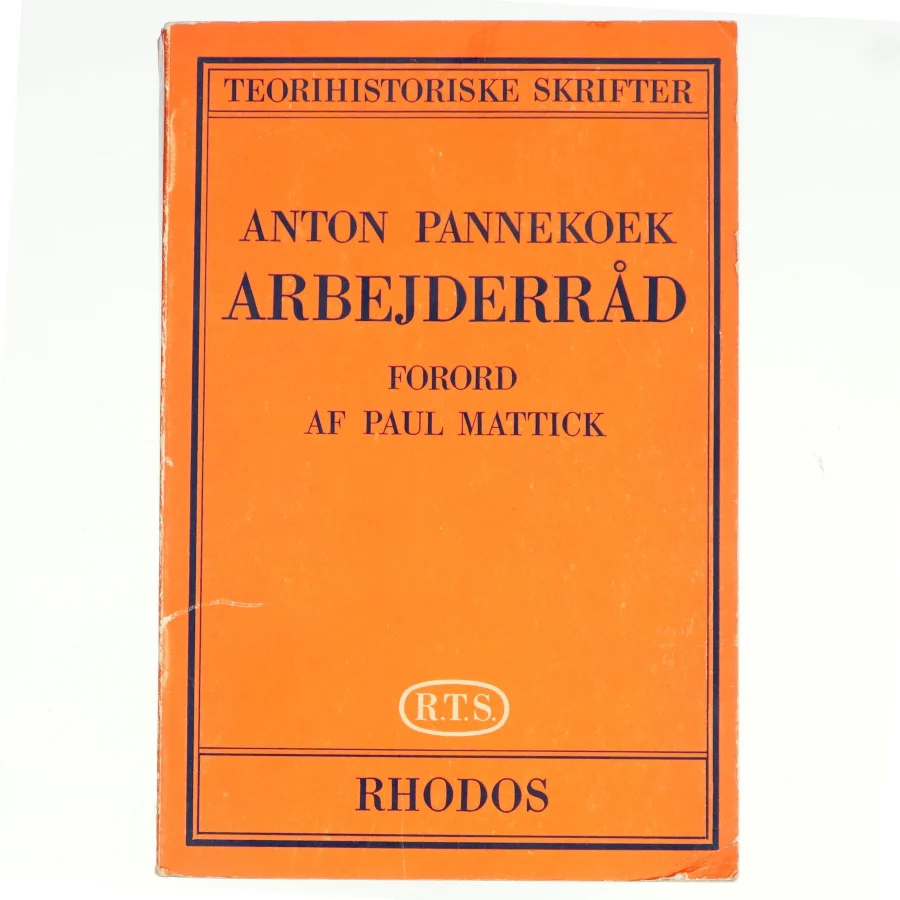 TEORIHISTORISKE SKRIFTER
ANTON PANNEKOEK
ARBEJDERRÅD
FORORD
AF PAUL MATTICK
R.T.S.
RHODOS